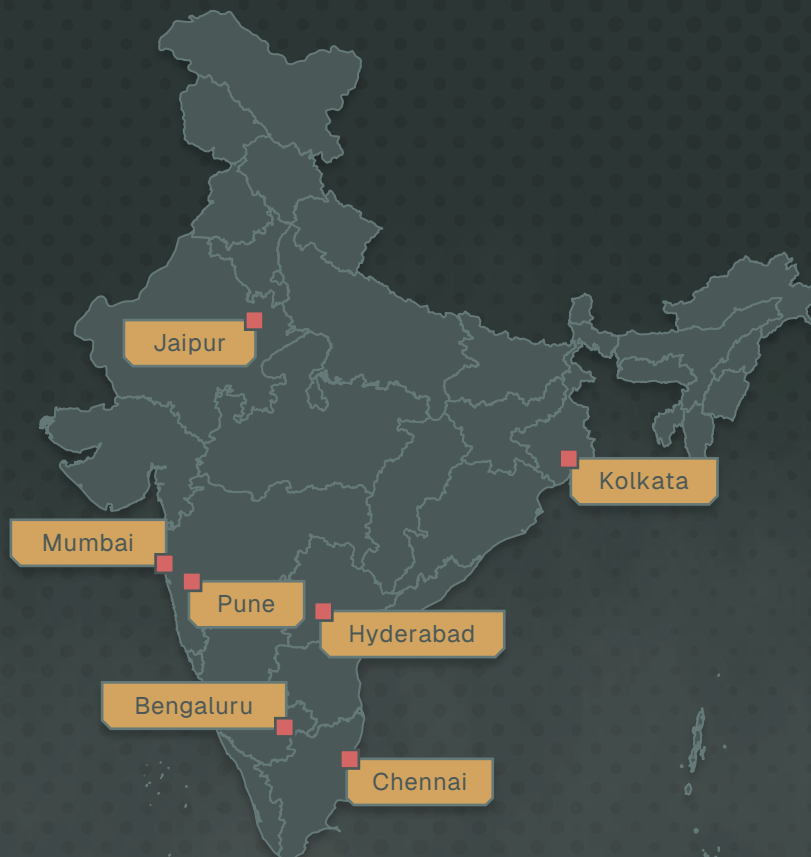 Jaipur
Kolkata
Mumbai
Pune
Hyderabad
Bengaluru
Chennai